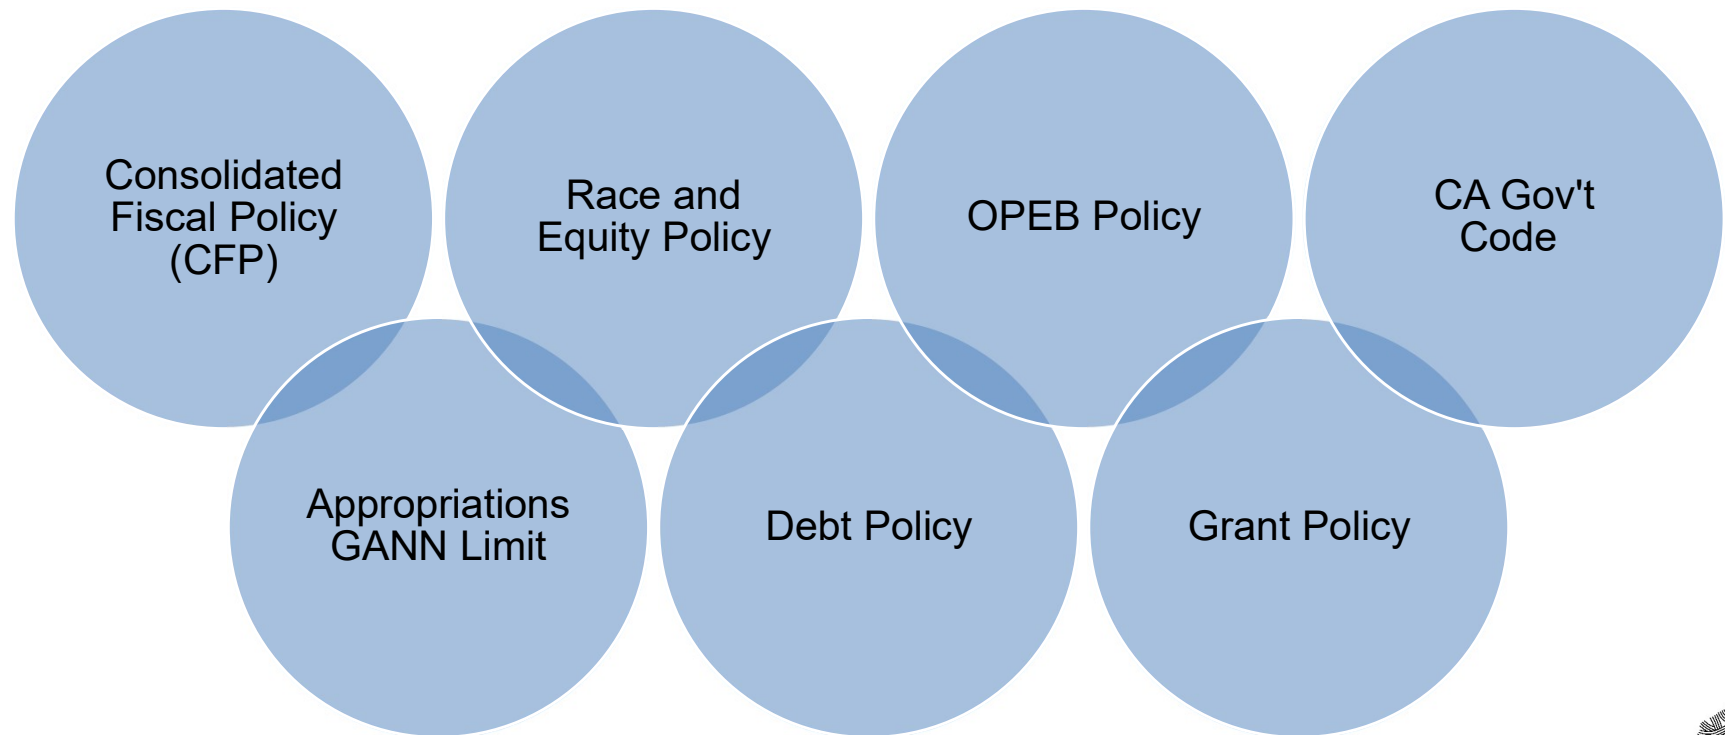 Consolidated
Fiscal Policy
(CFP)
Race and
Equity Policy
OPEB Policy
CA Gov't
Code
Appropriations
GANN Limit
Debt Policy
Grant Policy